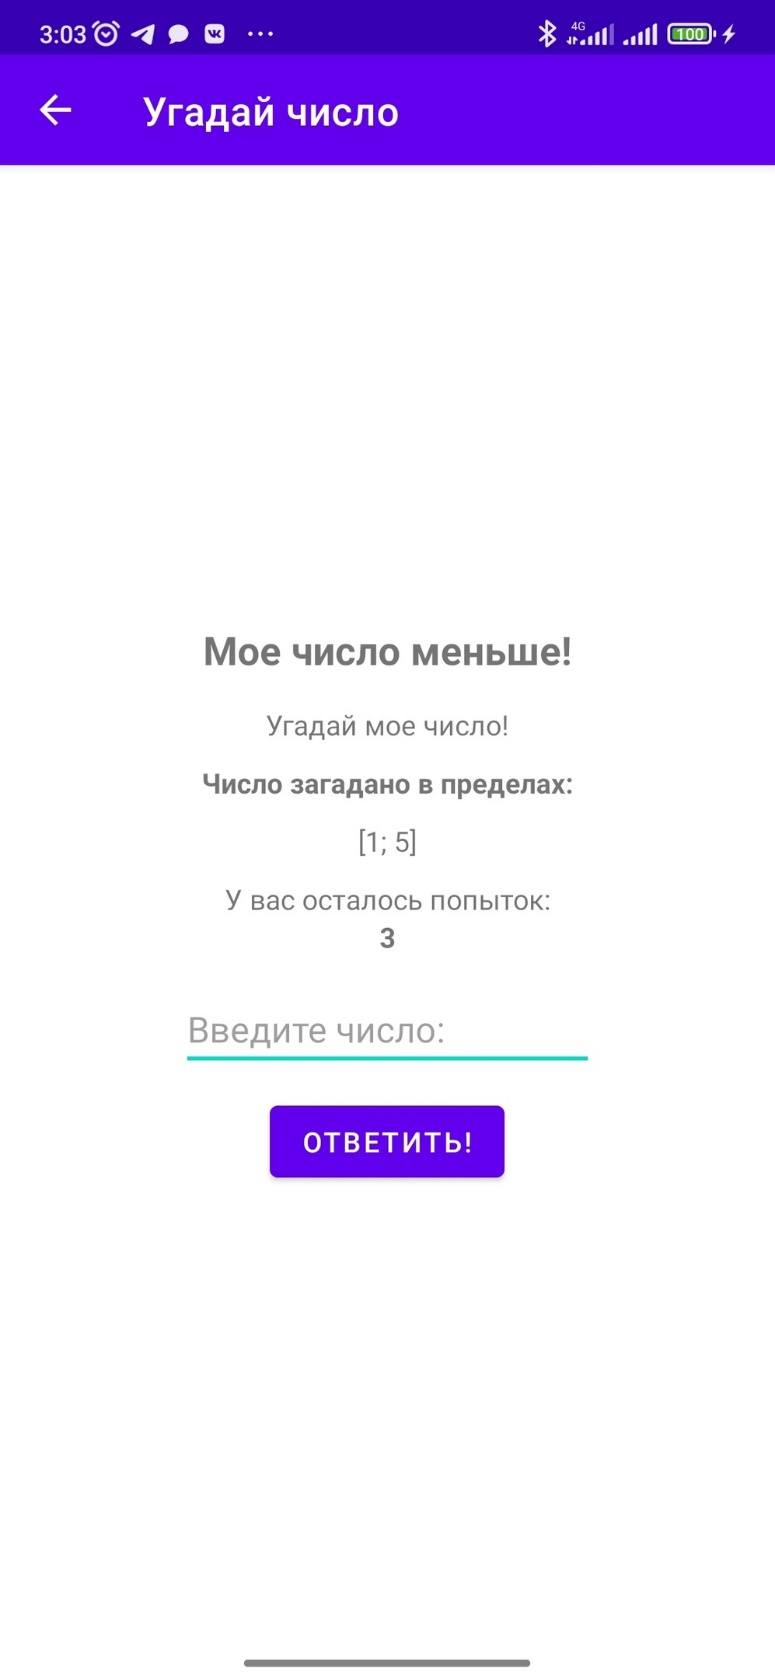 3:03 4G 100
Угадай число
Мое число меньше!
Угадай мое число!
Число загадано в пределах:
[1; 5]
У вас осталось попыток:
3
Введите число:
ОТВЕТИТЬ!